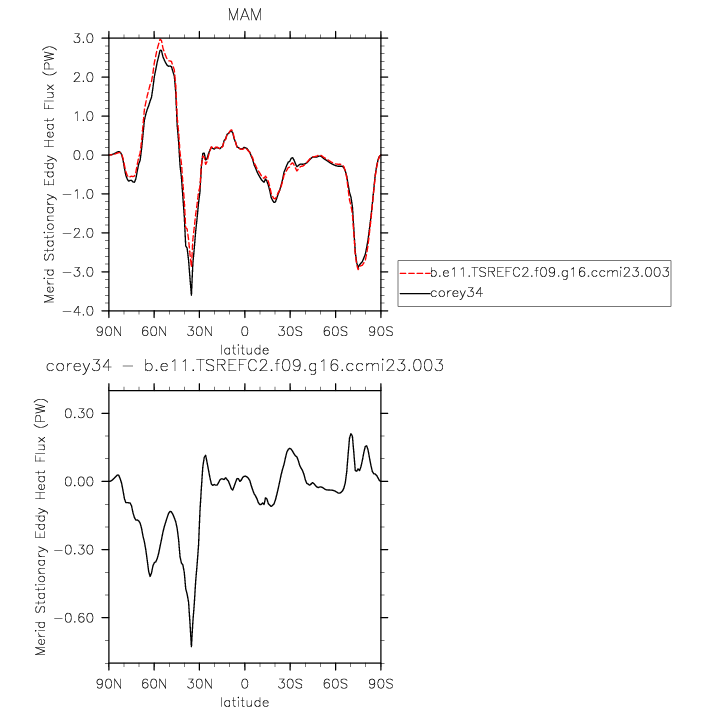 MAM
Merid Stationary Eddy Heat Flux (PW)
3.0
2.0
1.0
0.0
−1.0
−2.0
−3.0
−4.0
90N 60N 30N 0 30S 60S 90S
latitude
b.e11.TSREFC2.f09.g16.ccmi23.003
corey34
corey34 − b.e11.TSREFC2.f09.g16.ccmi23.003
Merid Stationary Eddy Heat Flux (PW)
0.30
0.00
−0.30
−0.60
90N 60N 30N 0 30S 60S 90S
latitude